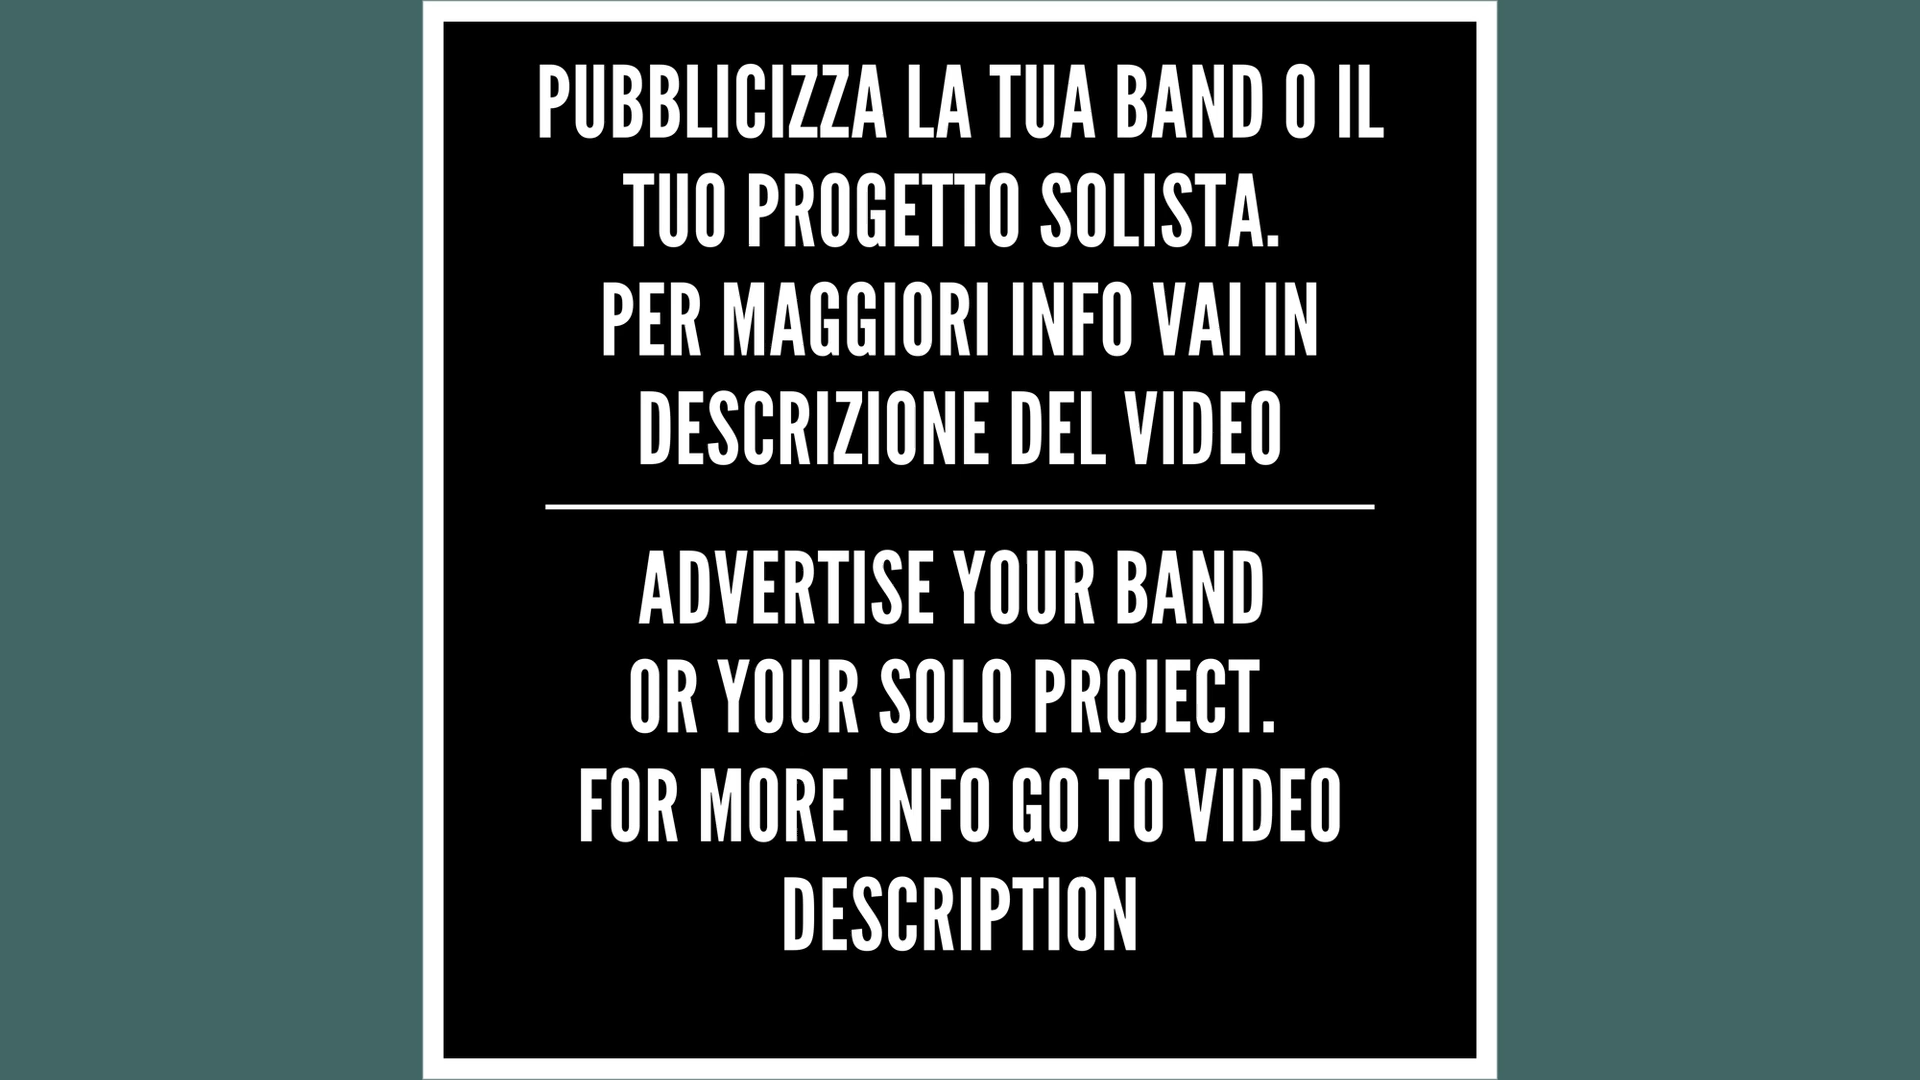 PUBBLICIZZA LA TUA BAND O IL
TUO PROGETTO SOLISTA.
PER MAGGIORI INFO VAI IN
DESCRIZIONE DEL VIDEO
ADVERTISE YOUR BAND
OR YOUR SOLO PROJECT.
FOR MORE INFO GO TO VIDEO
DESCRIPTION